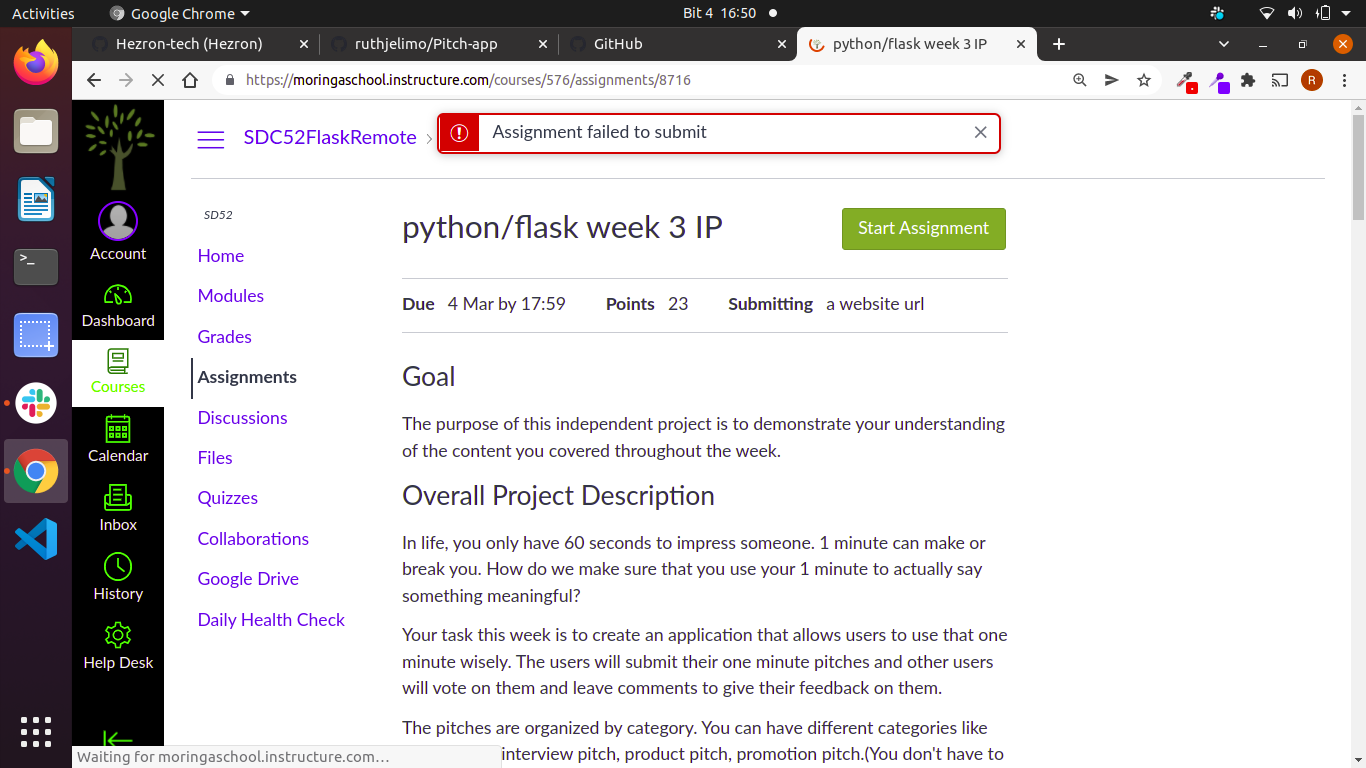 Activities Google Chrome Bit 4 16:50
Hezron-tech (Hezron) ruthjelimo/Pitch-app GitHub python/flask week 3 IP
https://moringaschool.instructure.com/courses/576/assignments/8716 R
SDC52FlaskRemote
Assignment failed to submit
SD52
python/flask week 3 IP
Start Assignment
Account
Dashboard
Courses
Calendar
Inbox
History
Help Desk
Home
Modules
Grades
Assignments
Discussions
Files
Quizzes
Collaborations
Google Drive
Daily Health Check
Due 4 Mar by 17:59 Points 23 Submitting a website url
Goal
The purpose of this independent project is to demonstrate your understanding
of the content you covered throughout the week.
Overall Project Description
In life, you only have 60 seconds to impress someone. 1 minute can make or
break you. How do we make sure that you use your 1 minute to actually say
something meaningful?
Your task this week is to create an application that allows users to use that one
minute wisely. The users will submit their one minute pitches and other users
will vote on them and leave comments to give their feedback on them.
The pitches are organized by category. You can have different categories like
interview pitch, product pitch, promotion pitch.(You don't have to
Waiting for moringaschool.instructure.com…